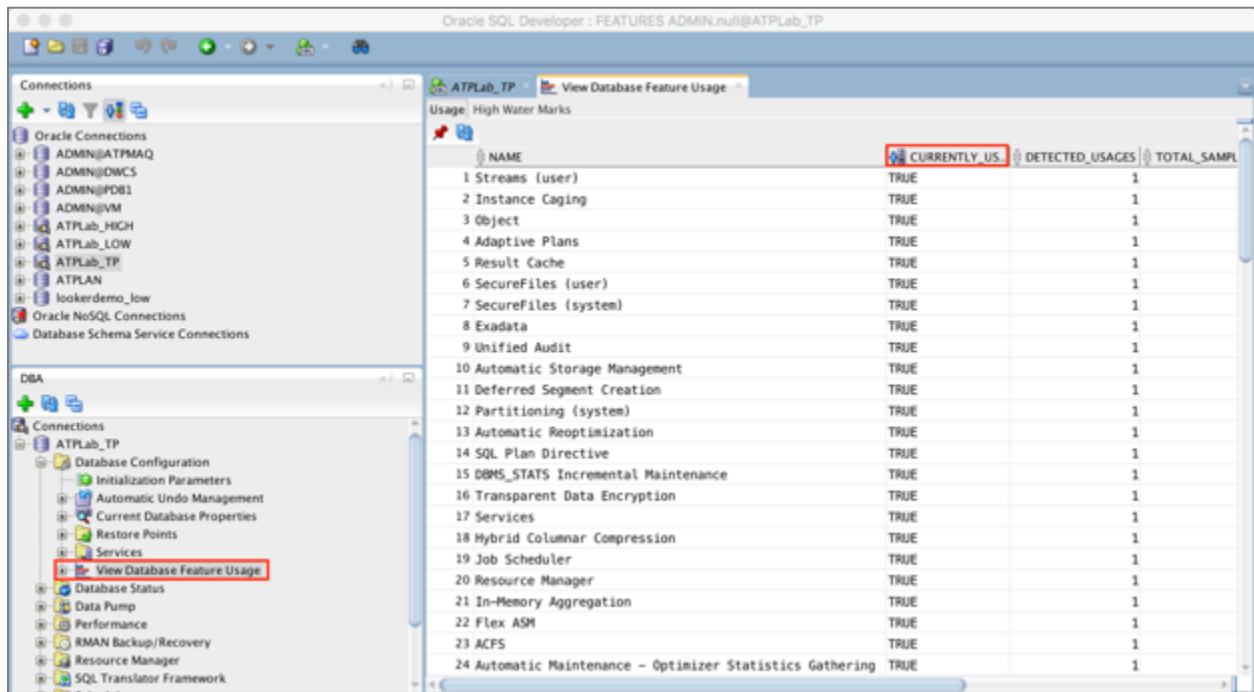 Oracle SQL Developer : FEATURES ADMIN.null@ATPLab_TP
Connections
Oracle Connections
ADMIN@ATPMAQ
ADMIN@DWCS
ADMIN@PDB1
ADMIN@VM
ATPLab_HIGH
ATPLab_LOW
ATPLab_TP
ATPLAN
lookerdemo_low
Oracle NoSQL Connections
Database Schema Service Connections
DBA
Connections
ATPLab_TP
Database Configuration
Initialization Parameters
Automatic Undo Management
Current Database Properties
Restore Points
Services
View Database Feature Usage
Database Status
Data Pump
Performance
RMAN Backup/Recovery
Resource Manager
SQL Translator Framework
ATPLab_TP View Database Feature Usage
Usage High Water Marks
NAME CURRENTLY_US... DETECTED_USAGES TOTAL_SAMPL
1 Streams (user) TRUE 1
2 Instance Caging TRUE 1
3 Object TRUE 1
4 Adaptive Plans TRUE 1
5 Result Cache TRUE 1
6 SecureFiles (user) TRUE 1
7 SecureFiles (system) TRUE 1
8 Exadata TRUE 1
9 Unified Audit TRUE 1
10 Automatic Storage Management TRUE 1
11 Deferred Segment Creation TRUE 1
12 Partitioning (system) TRUE 1
13 Automatic Reoptimization TRUE 1
14 SQL Plan Directive TRUE 1
15 DBMS_STATS Incremental Maintenance TRUE 1
16 Transparent Data Encryption TRUE 1
17 Services TRUE 1
18 Hybrid Columnar Compression TRUE 1
19 Job Scheduler TRUE 1
20 Resource Manager TRUE 1
21 In-Memory Aggregation TRUE 1
22 Flex ASM TRUE 1
23 ACFS TRUE 1
24 Automatic Maintenance - Optimizer Statistics Gathering TRUE 1